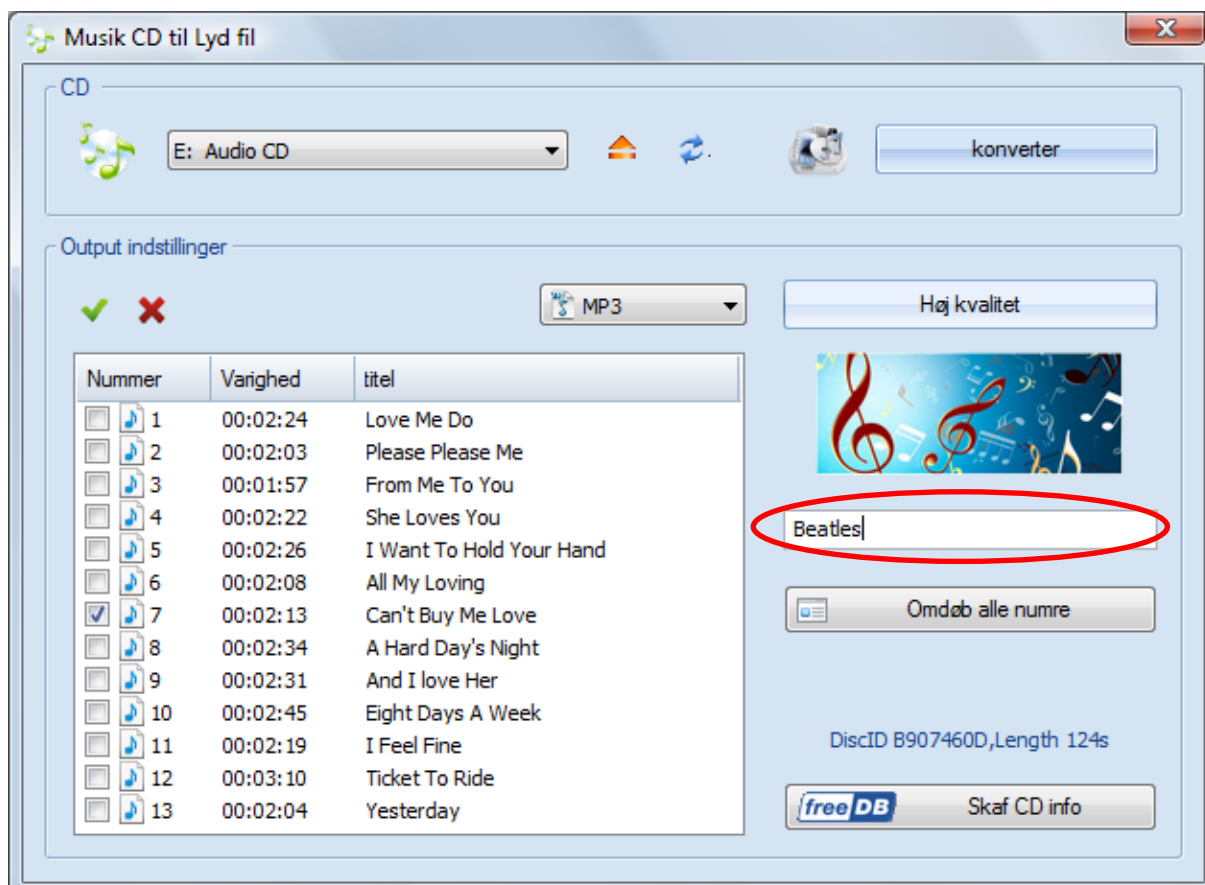 Musik CD til Lyd fil
X
CD
E: Audio CD
konverter
Output indstillinger
MP3
Høj kvalitet
Nummer Varighed titel
1 00:02:24 Love Me Do
2 00:02:03 Please Please Me
3 00:01:57 From Me To You
4 00:02:22 She Loves You
5 00:02:26 I Want To Hold Your Hand
6 00:02:08 All My Loving
7 00:02:13 Can't Buy Me Love
8 00:02:34 A Hard Day's Night
9 00:02:31 And I love Her
10 00:02:45 Eight Days A Week
11 00:02:19 I Feel Fine
12 00:03:10 Ticket To Ride
13 00:02:04 Yesterday
Beatles
Omdøb alle numre
DiscID B907460D,Length 124s
freeDB Skaf CD info